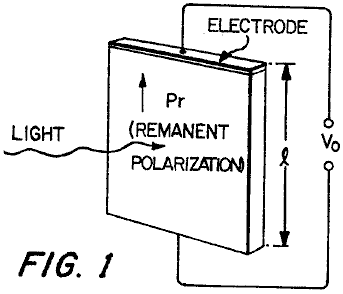 ELECTRODE
Pr
(REMANENT
POLARIZATION)
LIGHT
ℓ
Vo
FIG. 1